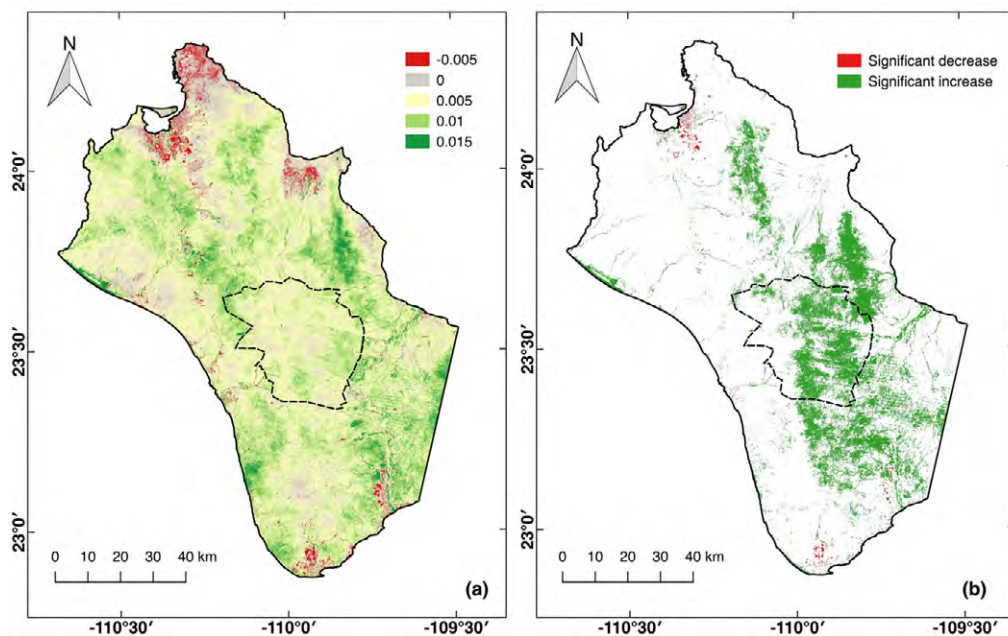 N
-0.005
0
0.005
0.01
0.015
24°0′
23°30′
23°0′
0 10 20 30 40 km
(a)
-110°30′ -110°0′ -109°30′
N
Significant decrease
Significant increase
24°0′
23°30′
23°0′
0 10 20 30 40 km
(b)
-110°30′ -110°0′ -109°30′